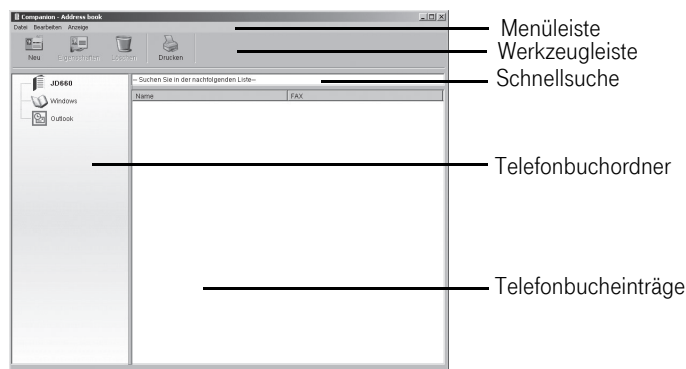 Companion - Address book
Datei Bearbeiten Anzeige
Menüleiste
Neu Eigenschaften Löschen Drucken
Werkzeugleiste
-- Suchen Sie in der nachfolgenden Liste--
Schnellsuche
JD660
Windows
Outlook
Name FAX
Telefonbuchordner
Telefonbucheinträge